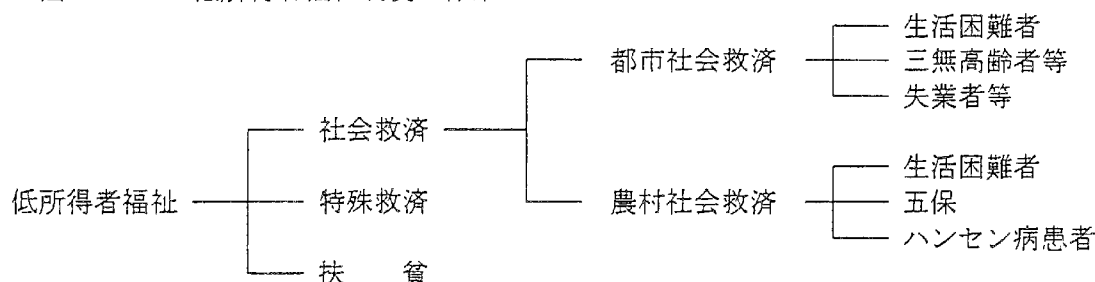 生活困難者
都市社会救済
三無高齢者等
失業者等
社会救済
生活困難者
低所得者福祉
特殊救済
農村社会救済
五保
ハンセン病患者
扶　　貧